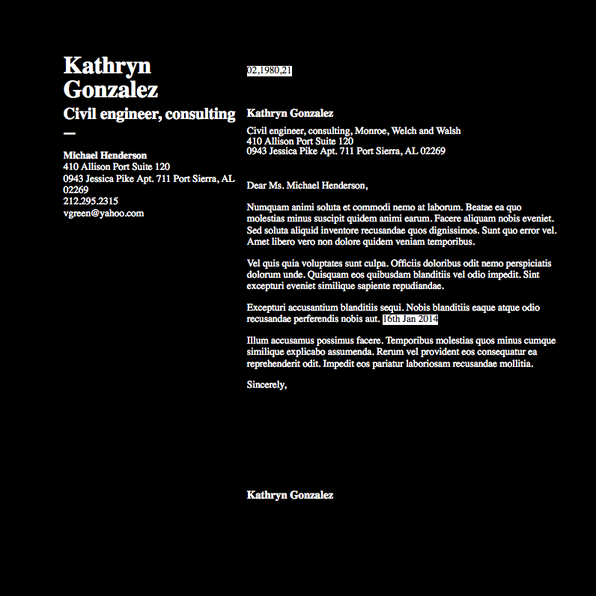 Kathryn
Gonzalez
Civil engineer, consulting
—
Michael Henderson
410 Allison Port Suite 120
0943 Jessica Pike Apt. 711 Port Sierra, AL
02269
212.295.2315
vgreen@yahoo.com
02,1980,21
Kathryn Gonzalez
Civil engineer, consulting, Monroe, Welch and Walsh
410 Allison Port Suite 120
0943 Jessica Pike Apt. 711 Port Sierra, AL 02269
Dear Ms. Michael Henderson,
Numquam animi soluta et commodi nemo at laborum. Beatae ea quo
molestias minus suscipit quidem animi earum. Facere aliquam nobis eveniet.
Sed soluta aliquid inventore recusandae quos dignissimos. Sunt quo error vel.
Amet libero vero non dolore quidem veniam temporibus.
Vel quis quia voluptates sunt culpa. Officiis doloribus odit nemo perspiciatis
dolorum unde. Quisquam eos quibusdam blanditiis vel odio impedit. Sint
excepturi eveniet similique sapiente repudiandae.
Excepturi accusantium blanditiis sequi. Nobis blanditiis eaque atque odio
recusandae perferendis nobis aut. 16th Jan 2014
Illum accusamus possimus facere. Temporibus molestias quos minus cumque
similique explicabo assumenda. Rerum vel provident eos consequatur ea
reprehenderit odit. Impedit eos pariatur laboriosam recusandae mollitia.
Sincerely,
Kathryn Gonzalez